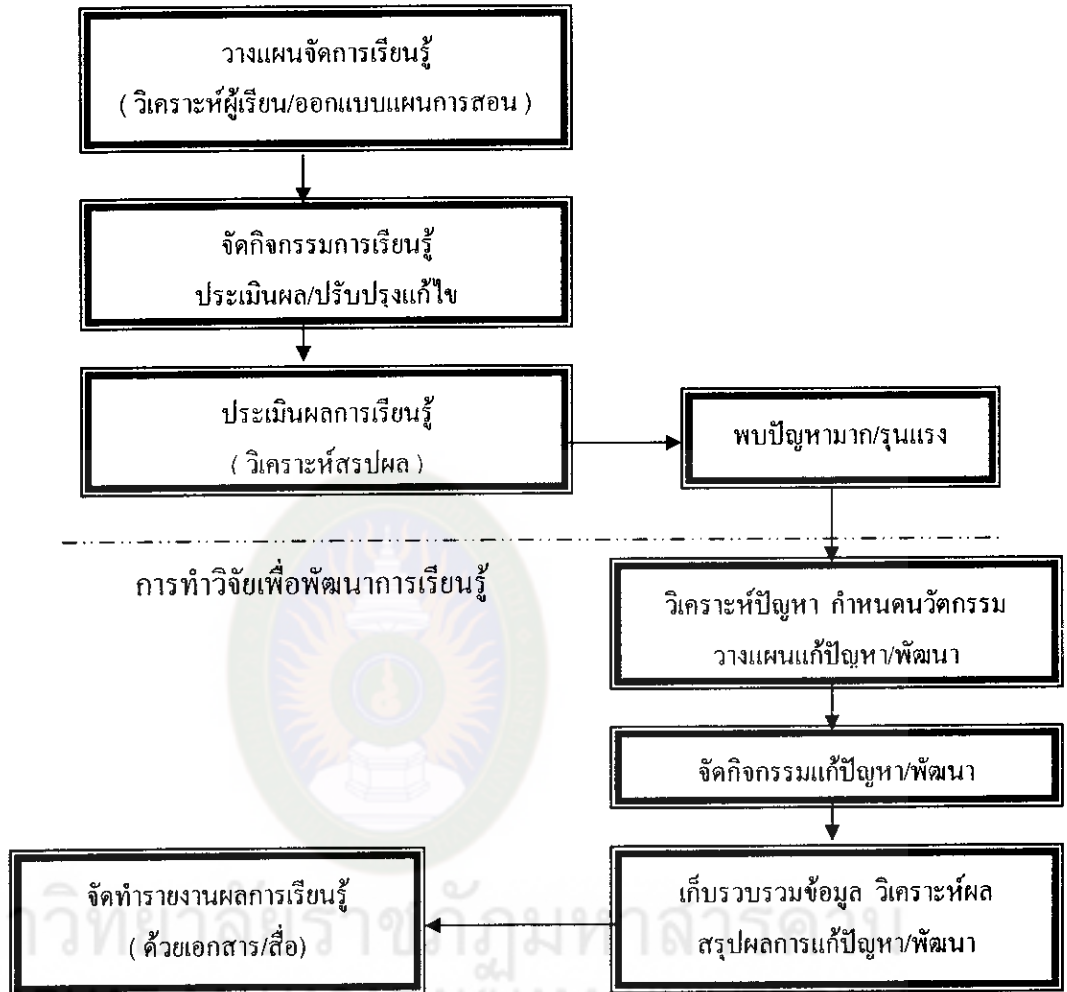 วางแผนจัดการเรียนรู้
( วิเคราะห์ผู้เรียน/ออกแบบแผนการสอน )
จัดกิจกรรมการเรียนรู้
ประเมินผล/ปรับปรุงแก้ไข
ประเมินผลการเรียนรู้
( วิเคราะห์สรุปผล )
พบปัญหามาก/รุนแรง
การทำวิจัยเพื่อพัฒนาการเรียนรู้
วิเคราะห์ปัญหา กำหนดนวัตกรรม
วางแผนแก้ปัญหา/พัฒนา
จัดกิจกรรมแก้ปัญหา/พัฒนา
เก็บรวบรวมข้อมูล วิเคราะห์ผล
สรุปผลการแก้ปัญหา/พัฒนา
จัดทำรายงานผลการเรียนรู้
( ด้วยเอกสาร/สื่อ)